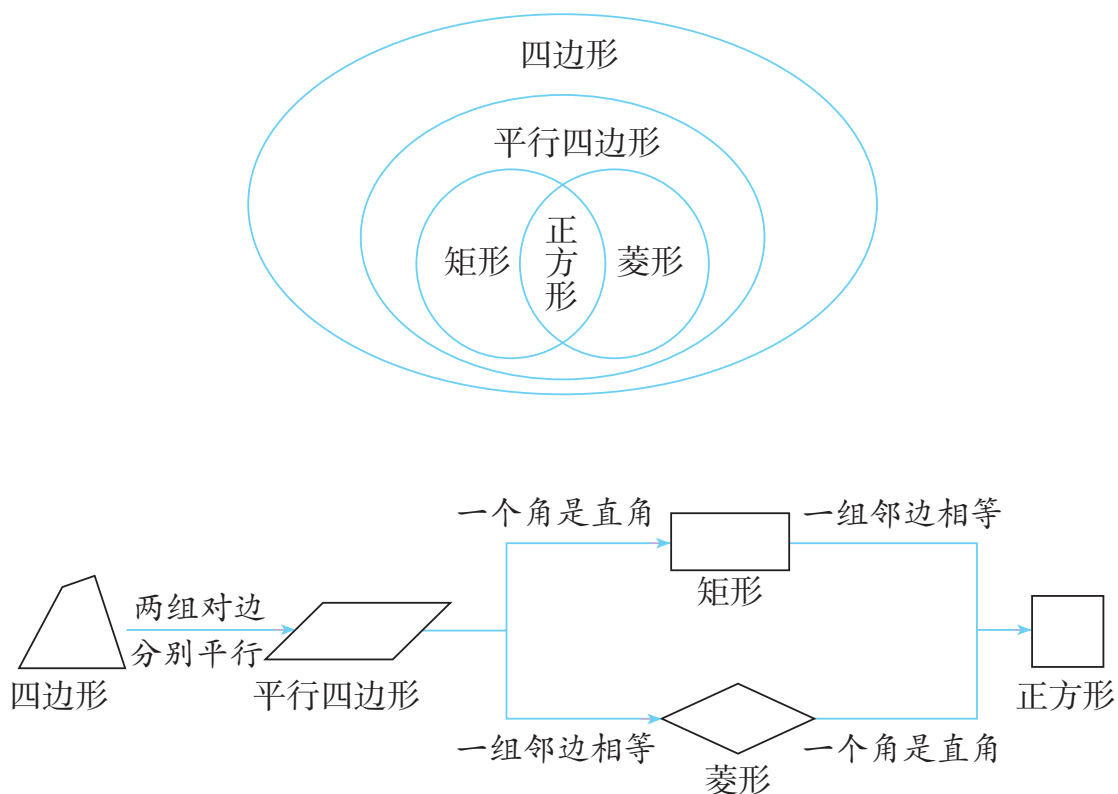 四边形
平行四边形
矩形
正方形
菱形
一个角是直角
一组邻边相等
矩形
两组对边
分别平行
四边形
平行四边形
正方形
一组邻边相等
一个角是直角
菱形